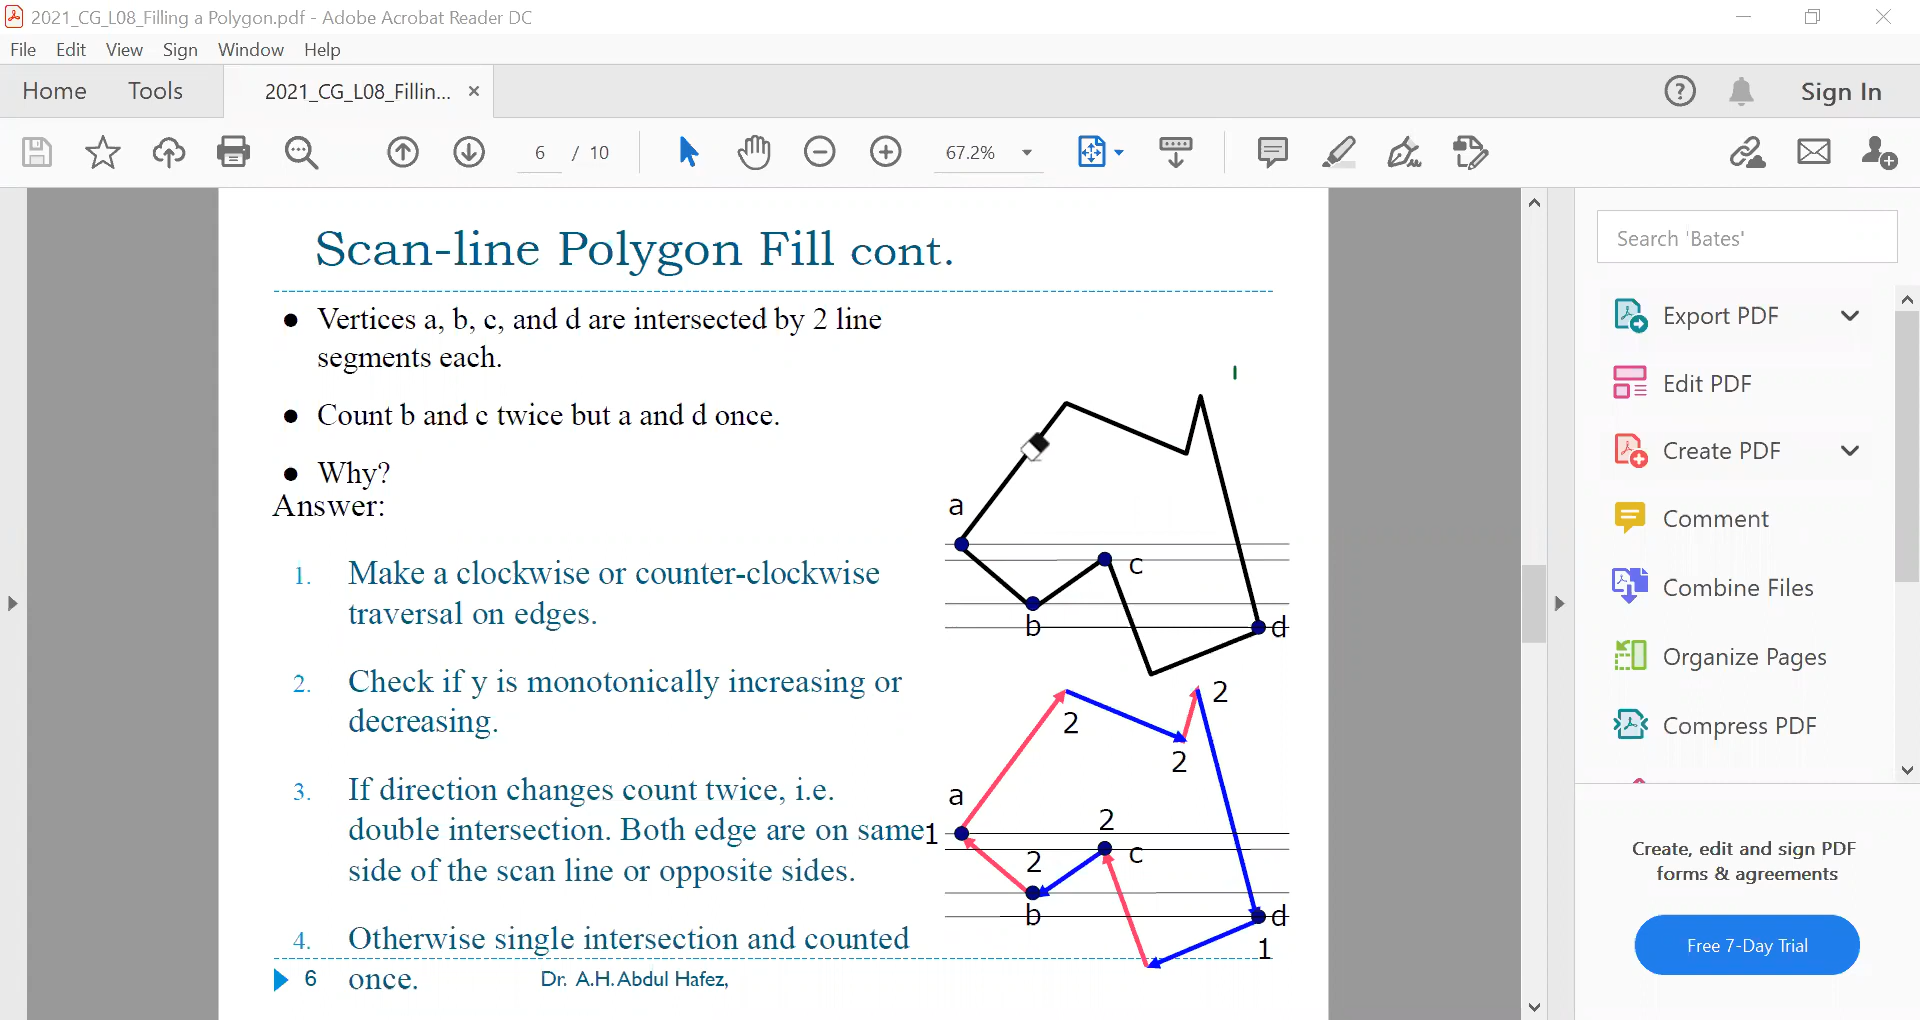 2021_CG_L08_Filling a Polygon.pdf - Adobe Acrobat Reader DC
File Edit View Sign Window Help
Home Tools 2021_CG_L08_Fillin... × ? Sign In
6 / 10 67.2%
Scan-line Polygon Fill cont.
• Vertices a, b, c, and d are intersected by 2 line
segments each.
• Count b and c twice but a and d once.
• Why?
Answer:
1. Make a clockwise or counter-clockwise
traversal on edges.
2. Check if y is monotonically increasing or
decreasing.
3. If direction changes count twice, i.e.
double intersection. Both edge are on same
side of the scan line or opposite sides.
4. Otherwise single intersection and counted
once.
6 Dr. A.H.Abdul Hafez,
a
c
b
d
2
2
2
a
1
2
c
2
b
d
1
Search 'Bates'
Export PDF
Edit PDF
Create PDF
Comment
Combine Files
Organize Pages
Compress PDF
Create, edit and sign PDF
forms & agreements
Free 7-Day Trial